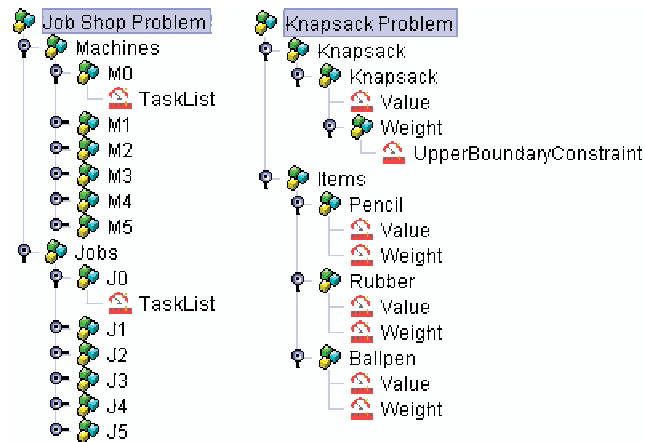 Job Shop Problem
Machines
M0
TaskList
M1
M2
M3
M4
M5
Jobs
J0
TaskList
J1
J2
J3
J4
J5
Knapsack Problem
Knapsack
Knapsack
Value
Weight
UpperBoundaryConstraint
Items
Pencil
Value
Weight
Rubber
Value
Weight
Ballpen
Value
Weight